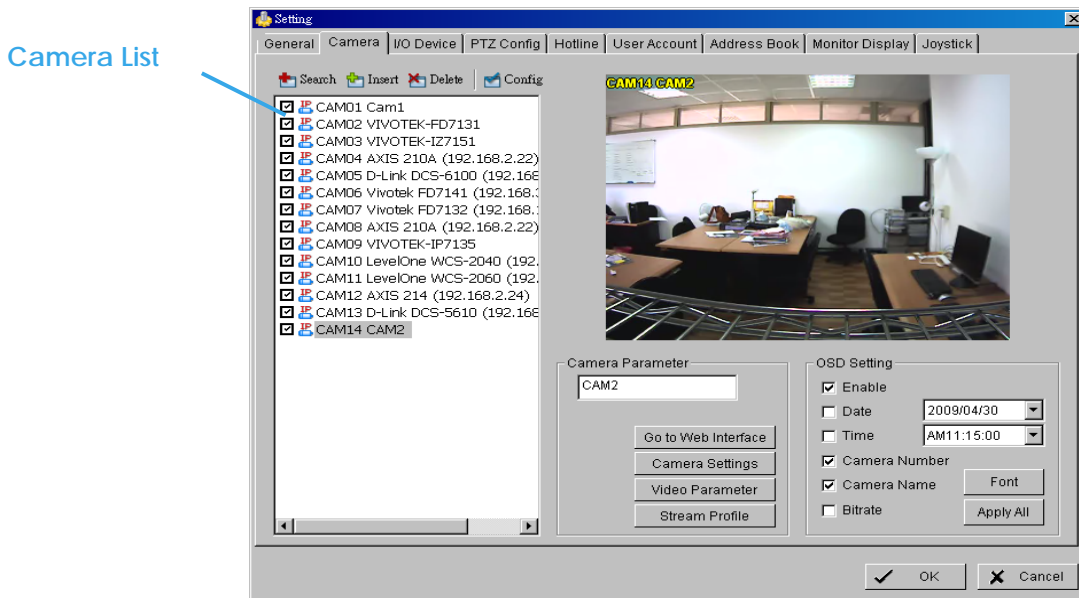 Camera List
Setting
General Camera I/O Device PTZ Config Hotline User Account Address Book Monitor Display Joystick
Search Insert Delete Config
CAM01 Cam1
CAM02 VIVOTEK-FD7131
CAM03 VIVOTEK-IZ7151
CAM04 AXIS 210A (192.168.2.22)
CAM05 D-Link DCS-6100 (192.168
CAM06 Vivotek FD7141 (192.168.
CAM07 Vivotek FD7132 (192.168.
CAM08 AXIS 210A (192.168.2.22)
CAM09 VIVOTEK-IP7135
CAM10 LevelOne WCS-2040 (192.
CAM11 LevelOne WCS-2060 (192.
CAM12 AXIS 214 (192.168.2.24)
CAM13 D-Link DCS-5610 (192.168
CAM14 CAM2
CAM14 CAM2
Camera Parameter
CAM2
Go to Web Interface
Camera Settings
Video Parameter
Stream Profile
OSD Setting
Enable
Date 2009/04/30
Time AM11:15:00
Camera Number
Camera Name Font
Bitrate Apply All
OK Cancel